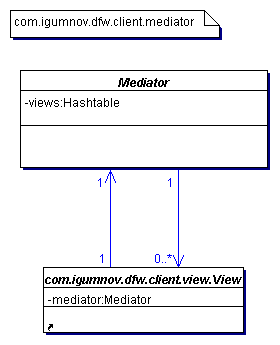 com.igumnov.dfw.client.mediator
Mediator
-views:Hashtable
1 1
1 0..*
com.igumnov.dfw.client.view.View
-mediator:Mediator